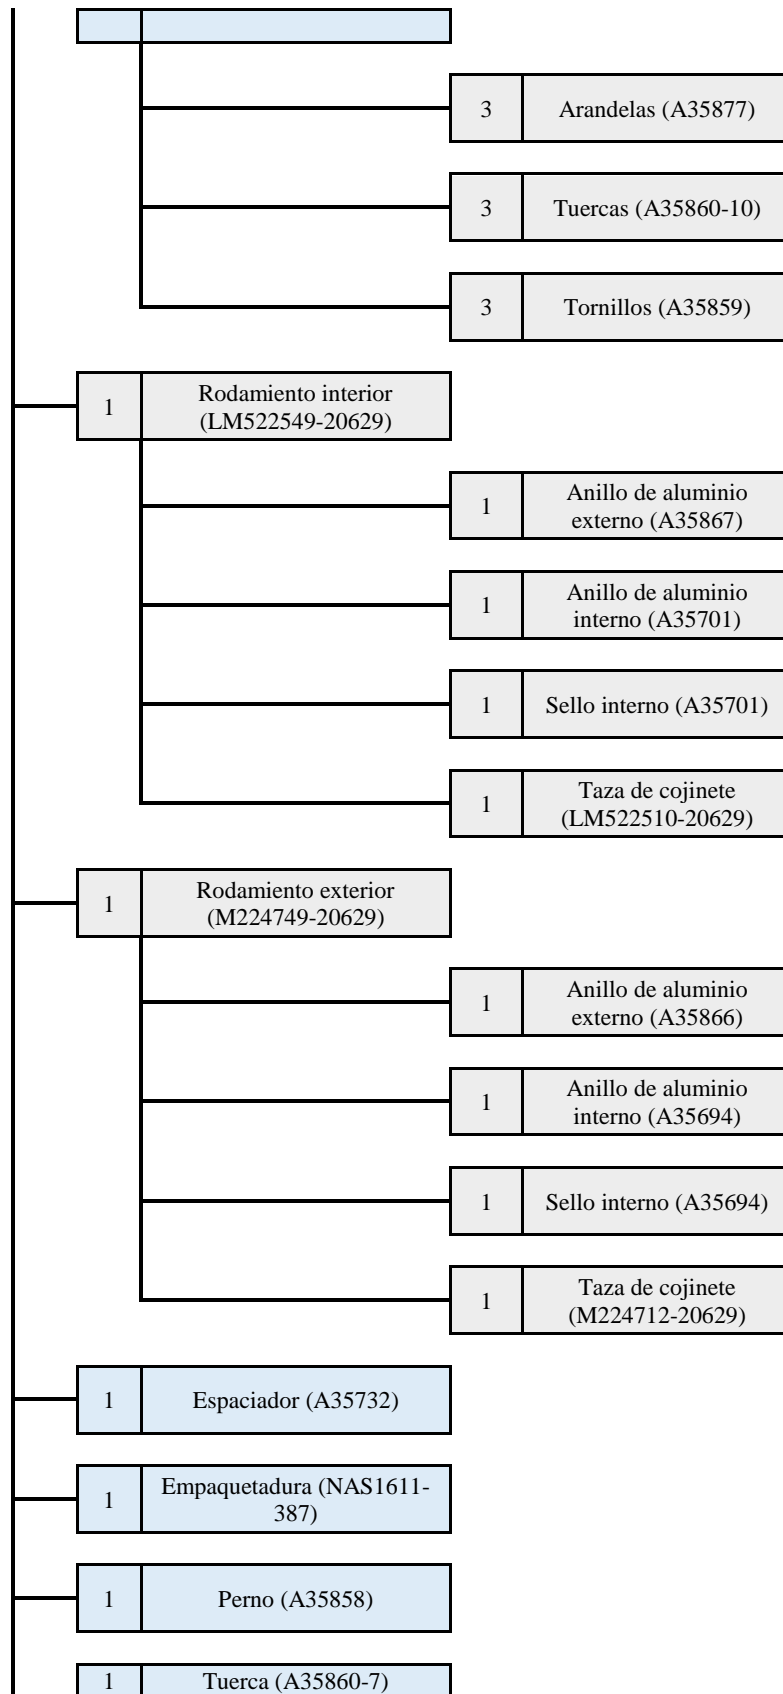 3 Arandelas (A35877)
3 Tuercas (A35860-10)
3 Tornillos (A35859)
1 Rodamiento interior
(LM522549-20629)
1 Anillo de aluminio
externo (A35867)
1 Anillo de aluminio
interno (A35701)
1 Sello interno (A35701)
1 Taza de cojinete
(LM522510-20629)
1 Rodamiento exterior
(M224749-20629)
1 Anillo de aluminio
externo (A35866)
1 Anillo de aluminio
interno (A35694)
1 Sello interno (A35694)
1 Taza de cojinete
(M224712-20629)
1 Espaciador (A35732)
1 Empaquetadura (NAS1611-
387)
1 Perno (A35858)
1 Tuerca (A35860-7)